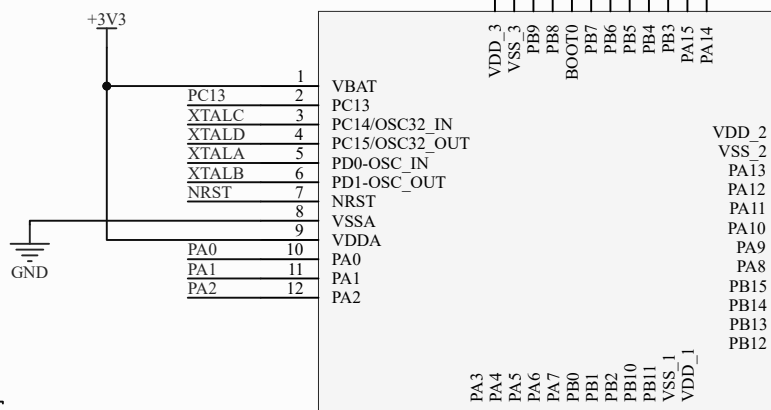 +3V3
VDD_3
VSS_3
PB9
PB8
BOOT0
PB7
PB6
PB5
PB4
PB3
PA15
PA14
1 VBAT
PC13 2 PC13
XTALC 3 PC14/OSC32_IN
XTALD 4 PC15/OSC32_OUT
XTALA 5 PD0-OSC_IN
XTALB 6 PD1-OSC_OUT
NRST 7 NRST
8 VSSA
9 VDDA
PA0 10 PA0
PA1 11 PA1
PA2 12 PA2
GND
VDD_2
VSS_2
PA13
PA12
PA11
PA10
PA9
PA8
PB15
PB14
PB13
PB12
PA3
PA4
PA5
PA6
PA7
PB0
PB1
PB2
PB10
PB11
VSS_1
VDD_1